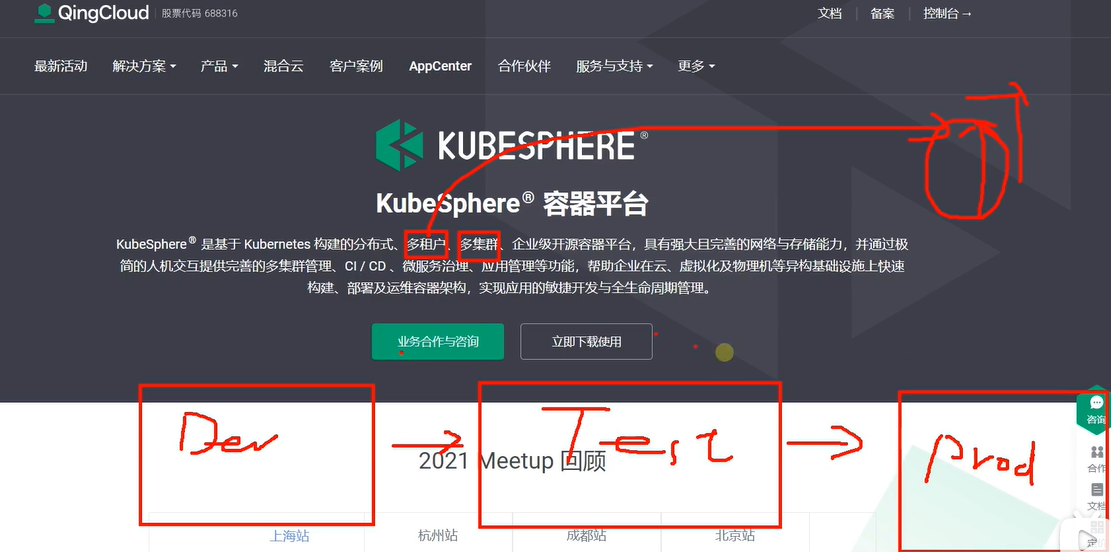 QingCloud 股票代码 688316 文档 备案 控制台→
最新活动 解决方案 产品 混合云 客户案例 AppCenter 合作伙伴 服务与支持 更多
KUBESPHERE®
KubeSphere® 容器平台
KubeSphere® 是基于 Kubernetes 构建的分布式、多租户、多集群、企业级开源容器平台，具有强大且完善的网络与存储能力，并通过极
简的人机交互提供完善的多集群管理、CI / CD 、微服务治理、应用管理等功能，帮助企业在云、虚拟化及物理机等异构基础设施上快速
构建、部署及运维容器架构，实现应用的敏捷开发与全生命周期管理。
业务合作与咨询 立即下载使用
咨询
Dev → Test → Prod
2021 Meetup 回顾
合作
文档
上海站 杭州站 成都站 北京站